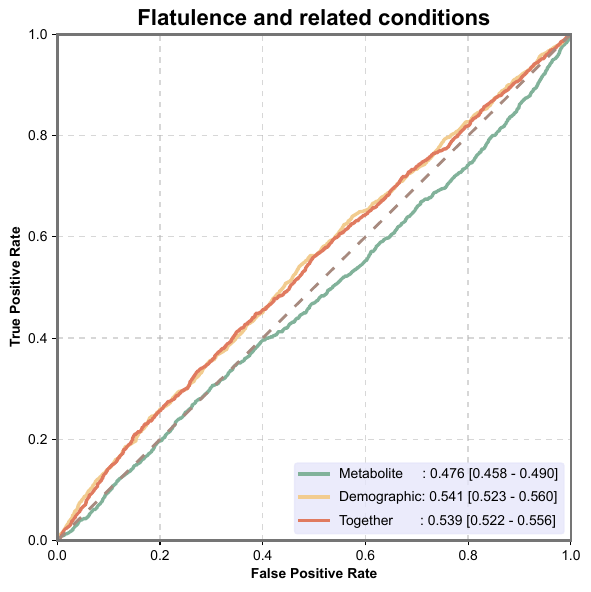 Flatulence and related conditions
1.0
0.8
0.6
0.4
0.2
0.0
True Positive Rate
Metabolite : 0.476 [0.458 - 0.490]
Demographic: 0.541 [0.523 - 0.560]
Together : 0.539 [0.522 - 0.556]
0.0 0.2 0.4 0.6 0.8 1.0
False Positive Rate